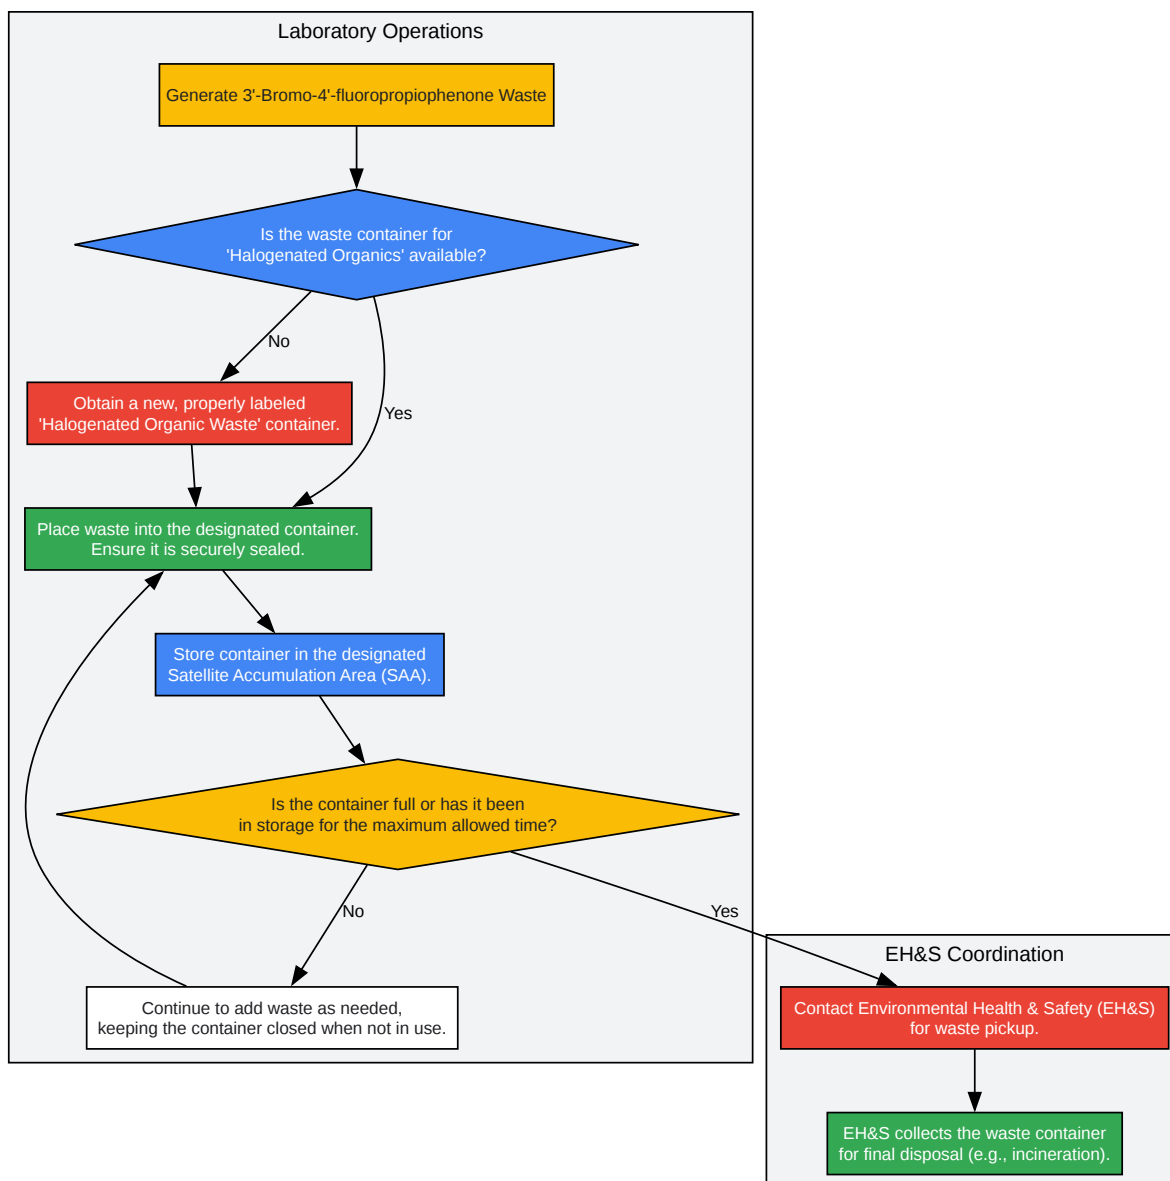 Laboratory Operations
Generate 3'-Bromo-4'-fluoropropiophenone Waste
Is the waste container for
'Halogenated Organics' available?
No
Yes
Obtain a new, properly labeled
'Halogenated Organic Waste' container.
Place waste into the designated container.
Ensure it is securely sealed.
Store container in the designated
Satellite Accumulation Area (SAA).
Is the container full or has it been
in storage for the maximum allowed time?
No
Yes
Continue to add waste as needed,
keeping the container closed when not in use.
EH&S Coordination
Contact Environmental Health & Safety (EH&S)
for waste pickup.
EH&S collects the waste container
for final disposal (e.g., incineration).